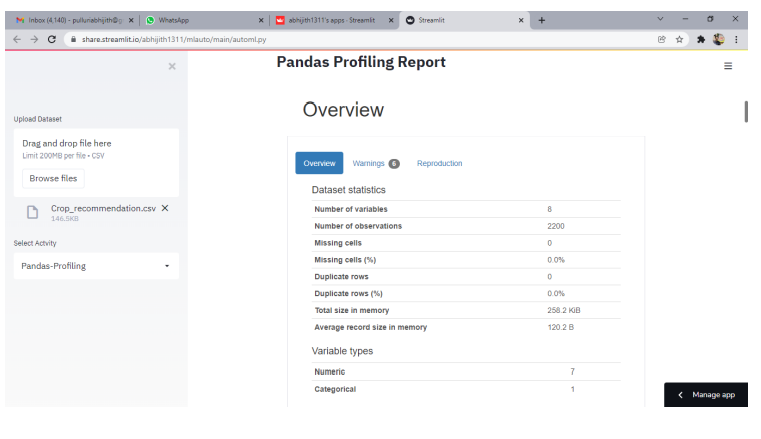 Inbox (4,140) - pulluriabhijith@g
WhatsApp
abhijith1311's apps · Streamlit
Streamlit
share.streamlit.io/abhijith1311/mlauto/main/automl.py
Upload Dataset
Drag and drop file here
Limit 200MB per file • CSV
Browse files
Crop_recommendation.csv
146.5KB
Select Activity
Pandas-Profiling
Pandas Profiling Report
Overview
Overview Warnings 6 Reproduction
Dataset statistics
Number of variables 8
Number of observations 2200
Missing cells 0
Missing cells (%) 0.0%
Duplicate rows 0
Duplicate rows (%) 0.0%
Total size in memory 258.2 KiB
Average record size in memory 120.2 B
Variable types
Numeric 7
Categorical 1
Manage app